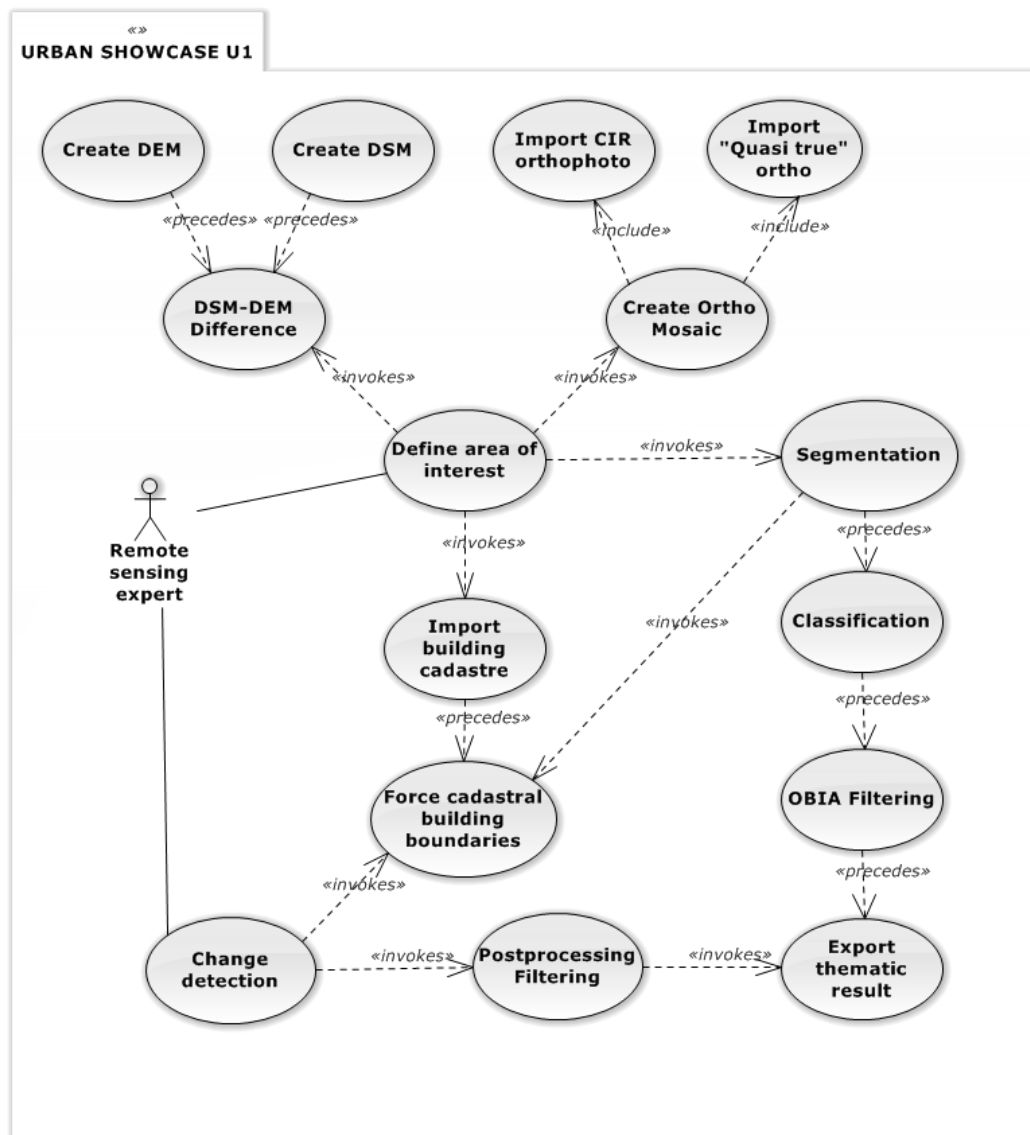 «»
URBAN SHOWCASE U1
Create DEM
Create DSM
Import CIR
orthophoto
Import
"Quasi true"
ortho
«precedes»
«precedes»
«include»
«include»
DSM-DEM
Difference
Create Ortho
Mosaic
«invokes»
«invokes»
Define area of
interest
«invokes»
Segmentation
Remote
sensing
expert
«invokes»
«precedes»
Import
building
cadastre
«invokes»
Classification
«precedes»
«precedes»
Force cadastral
building
boundaries
OBIA Filtering
«invokes»
«precedes»
Change
detection
«invokes»
Postprocessing
Filtering
«invokes»
Export
thematic
result